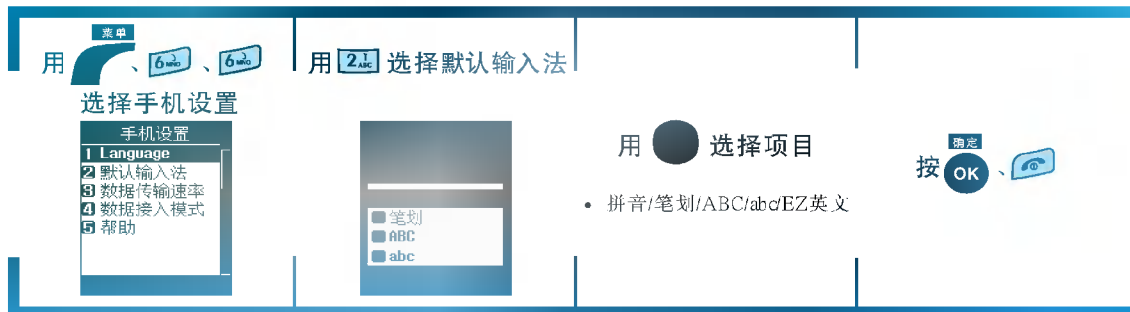 菜单
用 、6MNO 、6MNO
选择手机设置
手机设置
1 Language
2 默认输入法
3 数据传输速率
4 数据接入模式
5 帮助
用 2ABC 选择默认输入法
笔划
ABC
abc
用 选择项目
• 拼音/笔划/ABC/abc/EZ英文
确定
按 OK 、